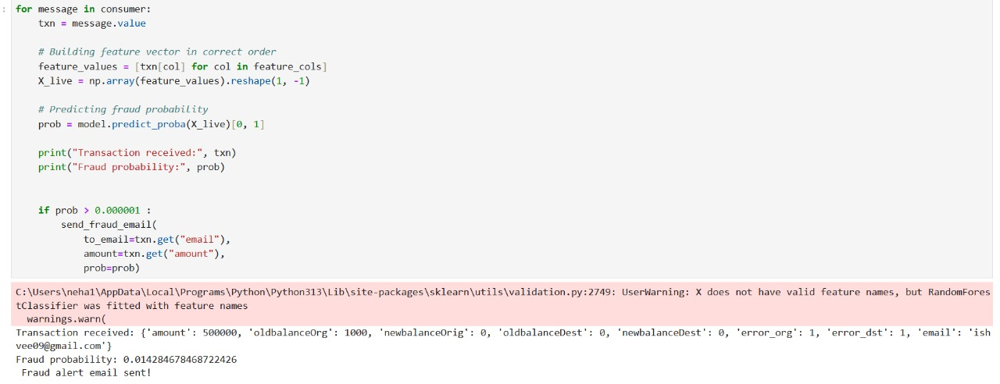 :
for message in consumer:
    txn = message.value
    # Building feature vector in correct order
    feature_values = [txn[col] for col in feature_cols]
    X_live = np.array(feature_values).reshape(1, -1)
    # Predicting fraud probability
    prob = model.predict_proba(X_live)[0, 1]
    print("Transaction received:", txn)
    print("Fraud probability:", prob)
    if prob > 0.000001 :
        send_fraud_email(
            to_email=txn.get("email"),
            amount=txn.get("amount"),
            prob=prob)
C:\Users\neha1\AppData\Local\Programs\Python\Python313\Lib\site-packages\sklearn\utils\validation.py:2749: UserWarning: X does not have valid feature names, but RandomFores
tClassifier was fitted with feature names
  warnings.warn(
Transaction received: {'amount': 500000, 'oldbalanceOrg': 1000, 'newbalanceOrig': 0, 'oldbalanceDest': 0, 'newbalanceDest': 0, 'error_org': 1, 'error_dst': 1, 'email': 'ish
vee09@gmail.com'}
Fraud probability: 0.014284678468722426
 Fraud alert email sent!